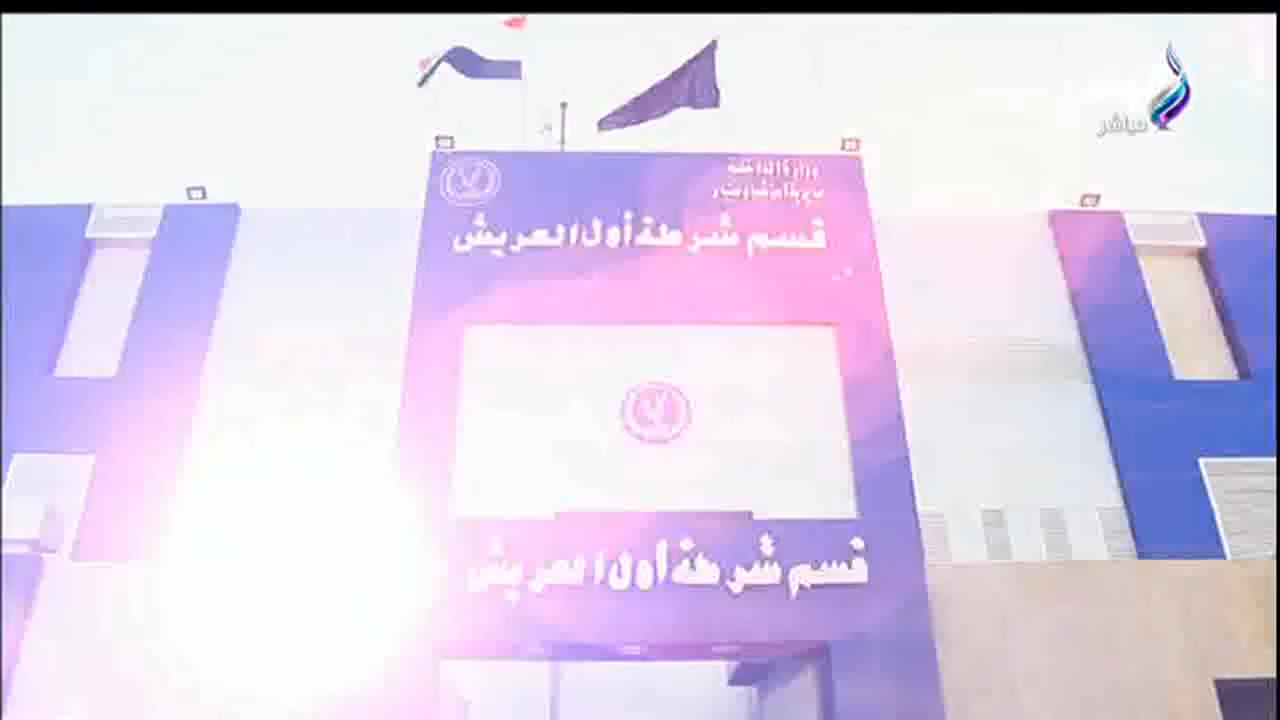 مباشر
وزارة الداخلية
قسم شرطة أول العريش
قسم شرطة أول العريش